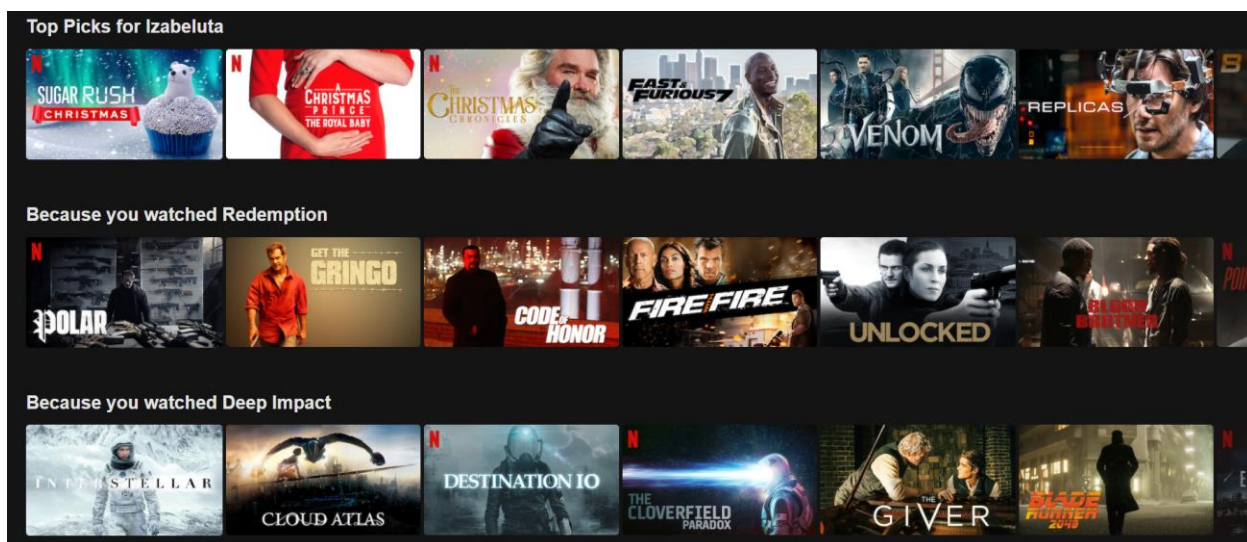 Top Picks for Izabeluta
N
SUGAR RUSH
CHRISTMAS
N
A
CHRISTMAS
PRINCE
THE ROYAL BABY
N
THE
CHRISTMAS
CHRONICLES
FAST &
FURIOUS 7
VENOM
REPLICAS
B
Because you watched Redemption
N
POLAR
GET THE
GRINGO
CODE OF
HONOR
FIRE FIRE
UNLOCKED
BLOOD
BROTHER
N
POIN
Because you watched Deep Impact
INTERSTELLAR
CLOUD ATLAS
N
DESTINATION IO
N
THE
CLOVERFIELD
PARADOX
THE
GIVER
BLADE
RUNNER
2049
N
E